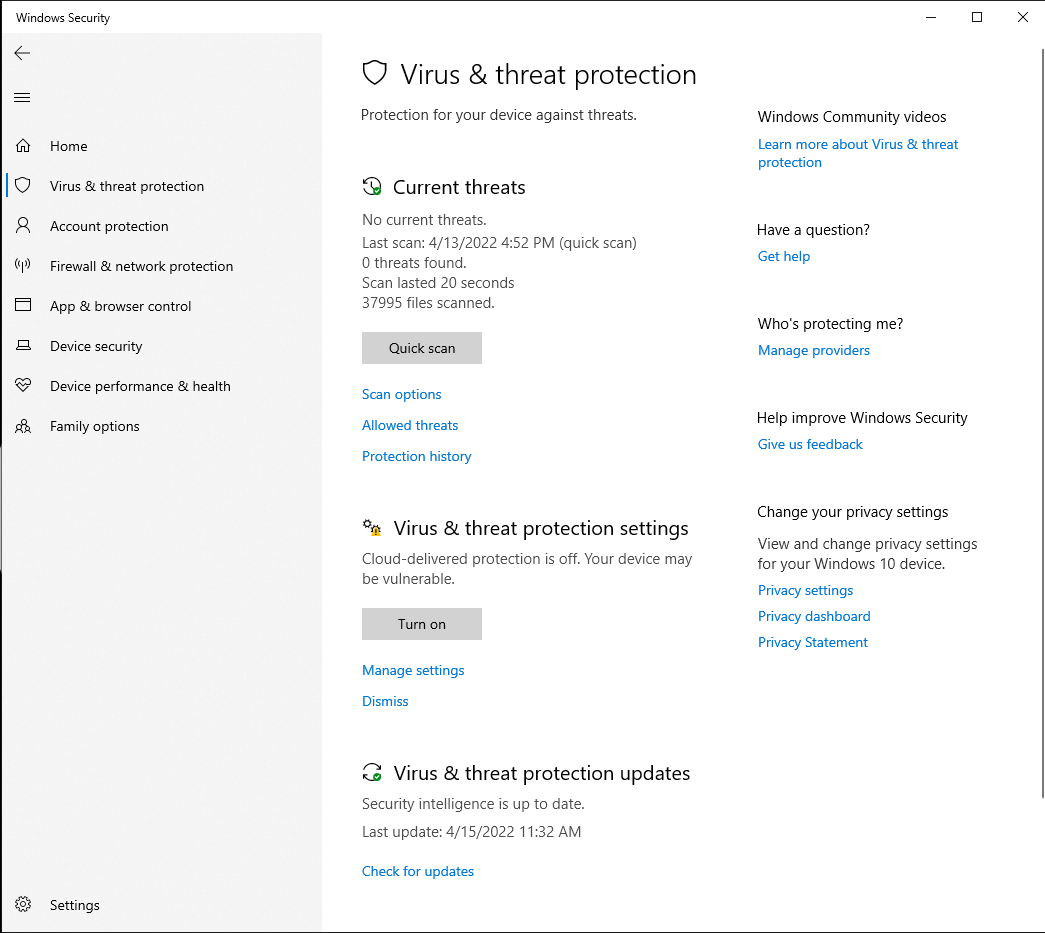 Windows Security
Home
Virus & threat protection
Account protection
Firewall & network protection
App & browser control
Device security
Device performance & health
Family options
Settings
Virus & threat protection
Protection for your device against threats.
Current threats
No current threats.
Last scan: 4/13/2022 4:52 PM (quick scan)
0 threats found.
Scan lasted 20 seconds
37995 files scanned.
Quick scan
Scan options
Allowed threats
Protection history
Virus & threat protection settings
Cloud-delivered protection is off. Your device may
be vulnerable.
Turn on
Manage settings
Dismiss
Virus & threat protection updates
Security intelligence is up to date.
Last update: 4/15/2022 11:32 AM
Check for updates
Windows Community videos
Learn more about Virus & threat
protection
Have a question?
Get help
Who's protecting me?
Manage providers
Help improve Windows Security
Give us feedback
Change your privacy settings
View and change privacy settings
for your Windows 10 device.
Privacy settings
Privacy dashboard
Privacy Statement